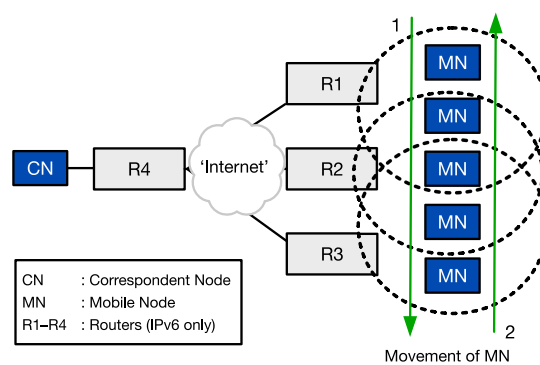 1
MN
R1
MN
'Internet'
CN
R4
R2
MN
MN
R3
MN
CN : Correspondent Node
MN : Mobile Node
R1–R4 : Routers (IPv6 only)
2
Movement of MN